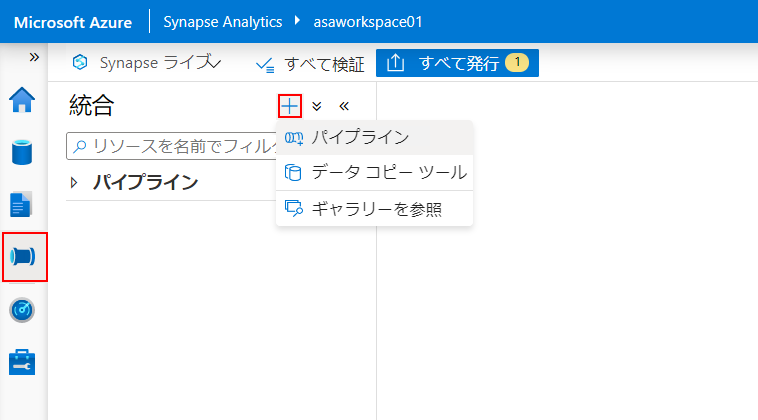 Microsoft Azure Synapse Analytics asaworkspace01
Synapse ライブ すべて検証 すべて発行 1
統合
リソースを名前でフィル
パイプライン
パイプライン
データ コピー ツール
ギャラリーを参照